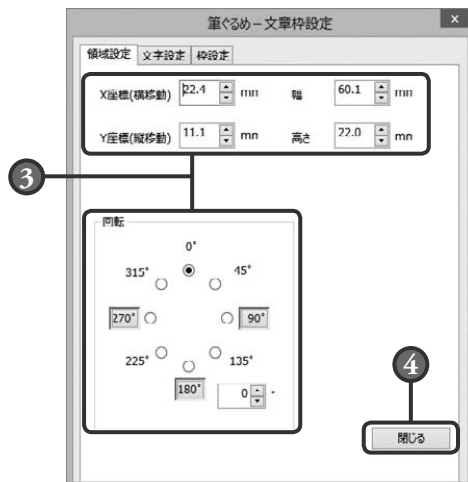 筆ぐるめ－文章枠設定 ×
領域設定 文字設定 枠設定
X座標(横移動) 22.4 mm 幅 60.1 mm
Y座標(縦移動) 11.1 mm 高さ 22.0 mm
3
回転
0°
315° 45°
270° 90°
225° 135°
180° 0 °
4
閉じる